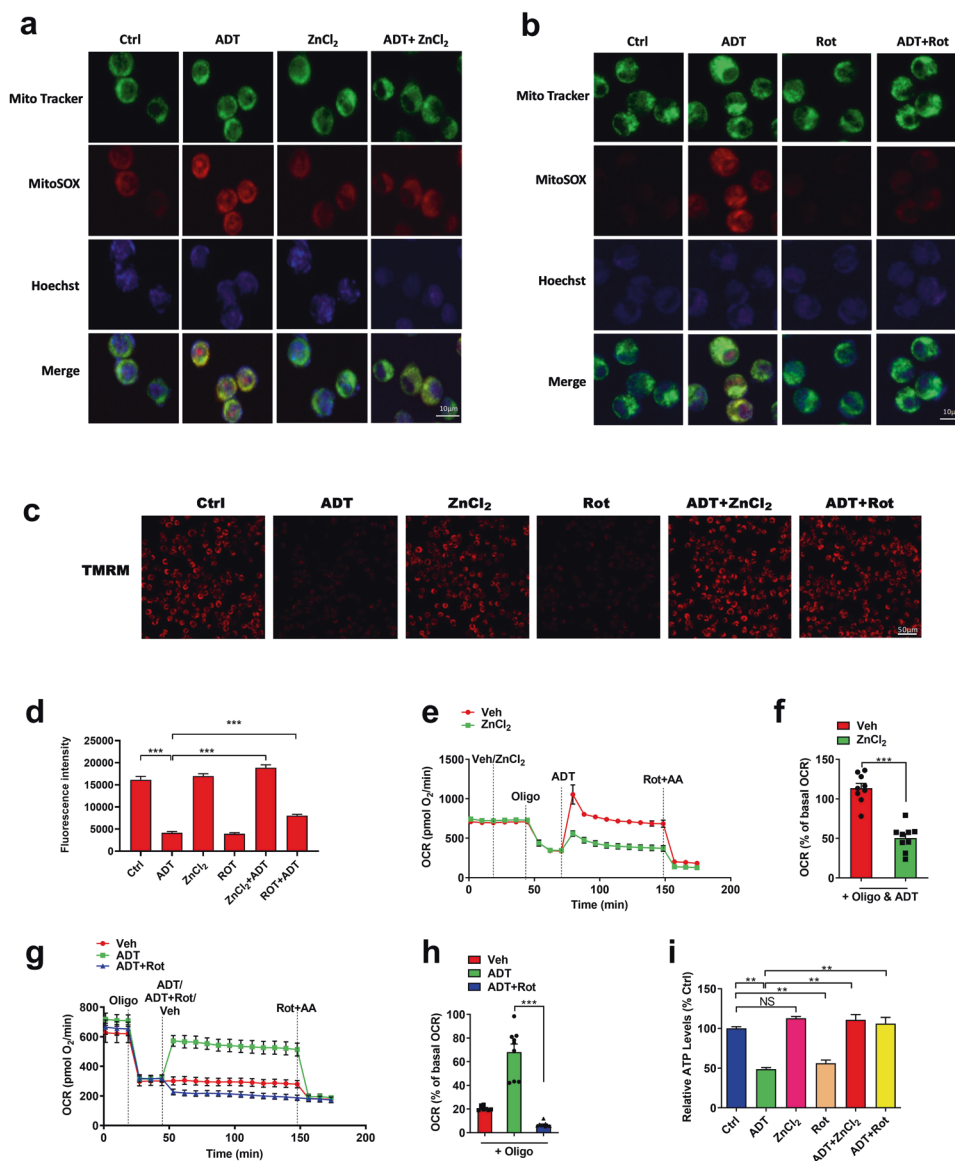 a
Ctrl ADT ZnCl₂ ADT+ ZnCl₂
Mito Tracker
MitoSOX
Hoechst
Merge
10μm
b
Ctrl ADT Rot ADT+Rot
Mito Tracker
MitoSOX
Hoechst
Merge
c
Ctrl ADT ZnCl₂ Rot ADT+ZnCl₂ ADT+Rot
TMRM
50μm
d
***
*** ***
Fluorescence intensity
25000
20000
15000
10000
5000
0
Ctrl ADT ZnCl₂ ROT ZnCl₂+ADT ROT+ADT
e
Veh
ZnCl₂
Veh/ZnCl₂
Oligo
ADT
Rot+AA
OCR (pmol O₂/min)
1500
1000
750
500
250
0
0 50 100 150 200
Time (min)
f
Veh
ZnCl₂
***
OCR (% of basal OCR)
150
100
50
0
+ Oligo & ADT
g
Veh
ADT
ADT+Rot
Oligo
ADT/
ADT+Rot/
Veh
Rot+AA
OCR (pmol O₂/min)
800
600
400
200
0
0 50 100 150 200
Time (min)
h
Veh
ADT
ADT+Rot
***
OCR (% of basal OCR)
100
80
60
40
20
0
+ Oligo
i
**
** **
**
NS
Relative ATP Levels (% Ctrl)
150
100
50
0
Ctrl ADT ZnCl₂ Rot ADT+ZnCl₂ ADT+Rot